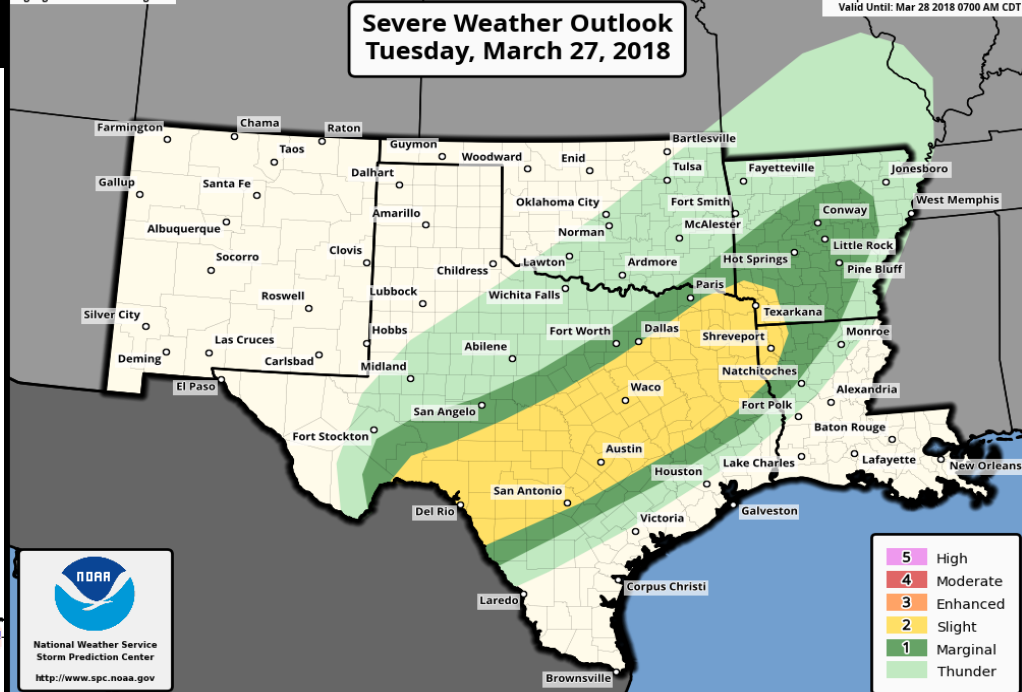 Valid Until: Mar 28 2018 0700 AM CDT
Severe Weather Outlook
Tuesday, March 27, 2018
Farmington
Chama
Raton
Taos
Guymon
Woodward
Enid
Bartlesville
Tulsa
Fayetteville
Jonesboro
Gallup
Santa Fe
Dalhart
Oklahoma City
Fort Smith
West Memphis
Albuquerque
Amarillo
Norman
McAlester
Conway
Socorro
Clovis
Childress
Lawton
Ardmore
Hot Springs
Little Rock
Pine Bluff
Roswell
Lubbock
Wichita Falls
Paris
Texarkana
Silver City
Las Cruces
Hobbs
Fort Worth
Dallas
Shreveport
Monroe
Deming
Carlsbad
Midland
Abilene
Natchitoches
El Paso
San Angelo
Waco
Fort Polk
Alexandria
Fort Stockton
Baton Rouge
Austin
Houston
Lake Charles
Lafayette
New Orleans
Del Rio
San Antonio
Victoria
Galveston
Laredo
Corpus Christi
Brownsville
NOAA
National Weather Service
Storm Prediction Center
http://www.spc.noaa.gov
5 High
4 Moderate
3 Enhanced
2 Slight
1 Marginal
Thunder